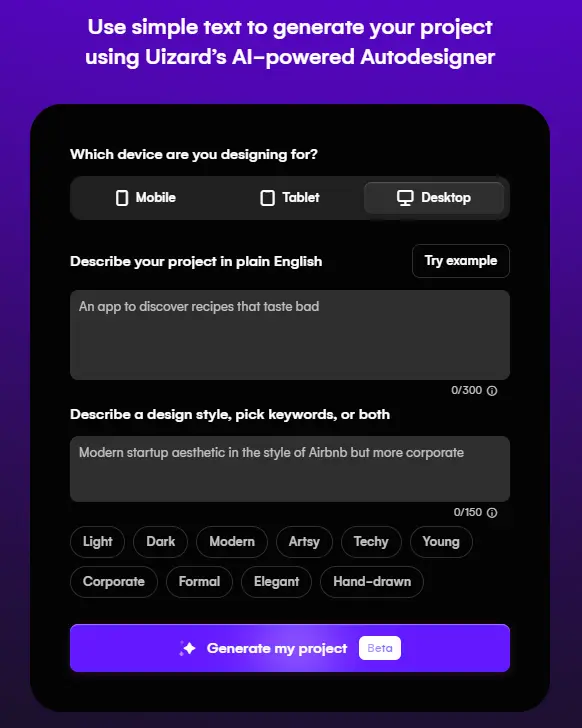 Use simple text to generate your project
using Uizard's AI-powered Autodesigner
Which device are you designing for?
Mobile Tablet Desktop
Describe your project in plain English Try example
An app to discover recipes that taste bad
0/300
Describe a design style, pick keywords, or both
Modern startup aesthetic in the style of Airbnb but more corporate
0/150
Light Dark Modern Artsy Techy Young
Corporate Formal Elegant Hand-drawn
Generate my project Beta